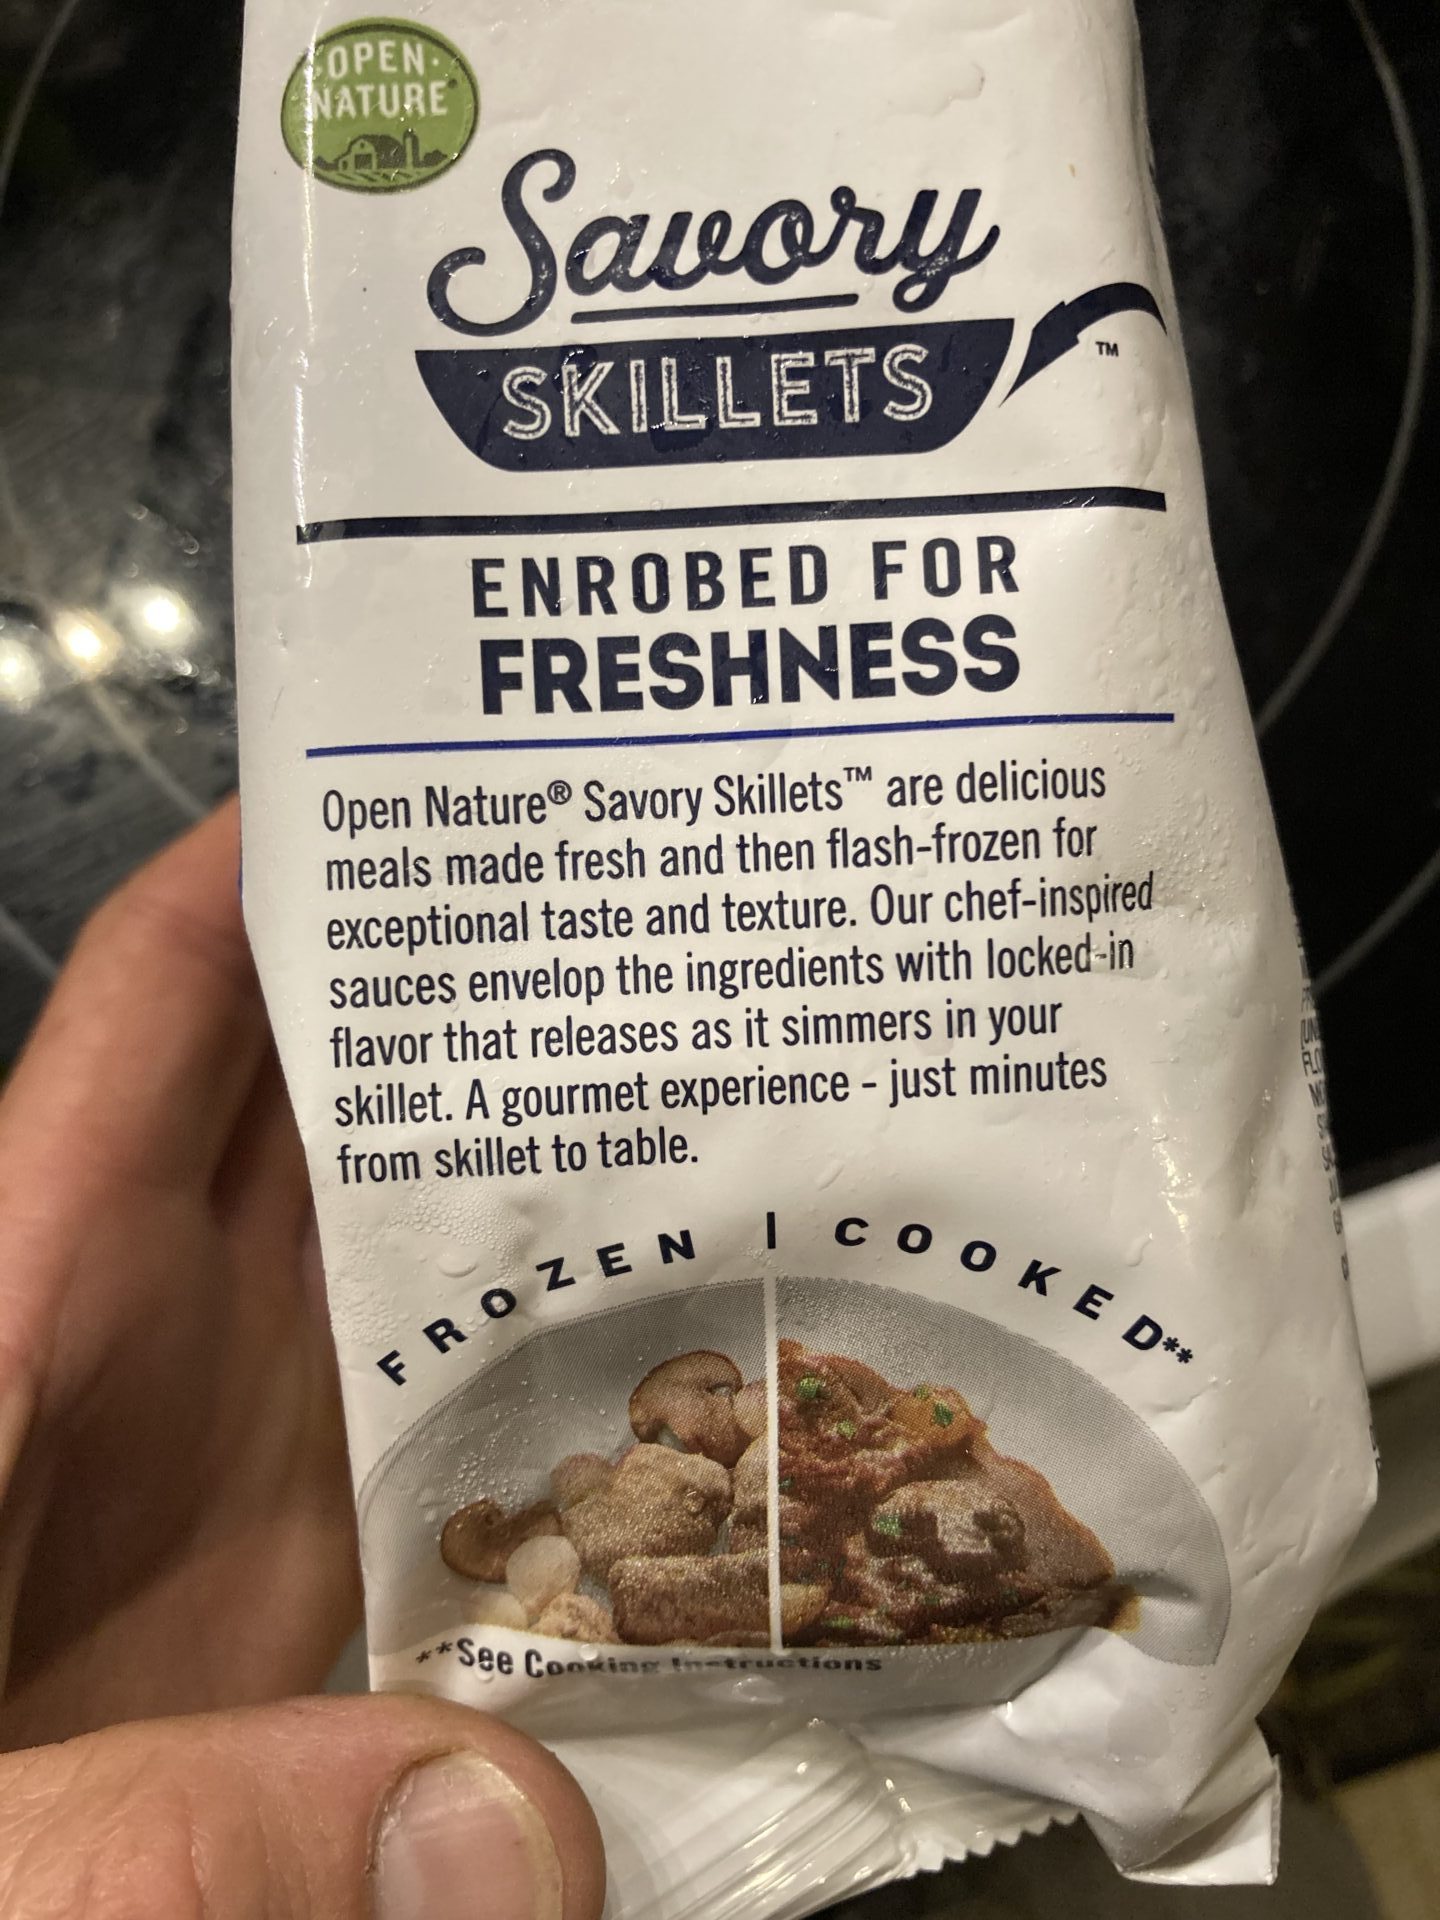 OPEN
NATURE®
Savory
SKILLETS™
ENROBED FOR
FRESHNESS
Open Nature® Savory Skillets™ are delicious
meals made fresh and then flash-frozen for
exceptional taste and texture. Our chef-inspired
sauces envelop the ingredients with locked-in
flavor that releases as it simmers in your
skillet. A gourmet experience - just minutes
from skillet to table.
FROZEN | COOKED**
**See Cooking Instructions